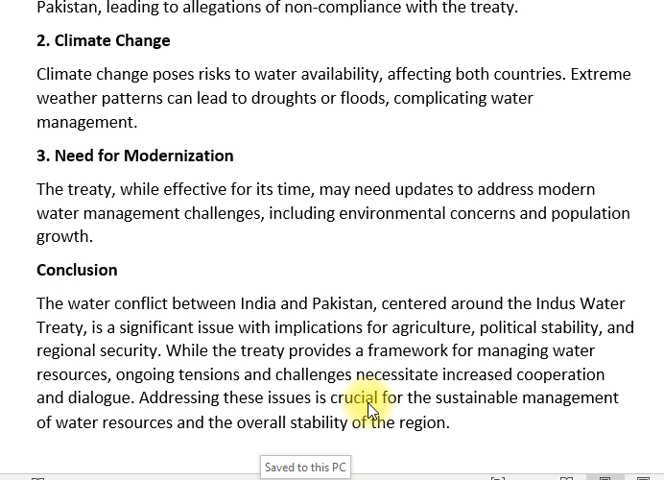 Pakistan, leading to allegations of non-compliance with the treaty.
2. Climate Change
Climate change poses risks to water availability, affecting both countries. Extreme
weather patterns can lead to droughts or floods, complicating water
management.
3. Need for Modernization
The treaty, while effective for its time, may need updates to address modern
water management challenges, including environmental concerns and population
growth.
Conclusion
The water conflict between India and Pakistan, centered around the Indus Water
Treaty, is a significant issue with implications for agriculture, political stability, and
regional security. While the treaty provides a framework for managing water
resources, ongoing tensions and challenges necessitate increased cooperation
and dialogue. Addressing these issues is crucial for the sustainable management
of water resources and the overall stability of the region.
Saved to this PC